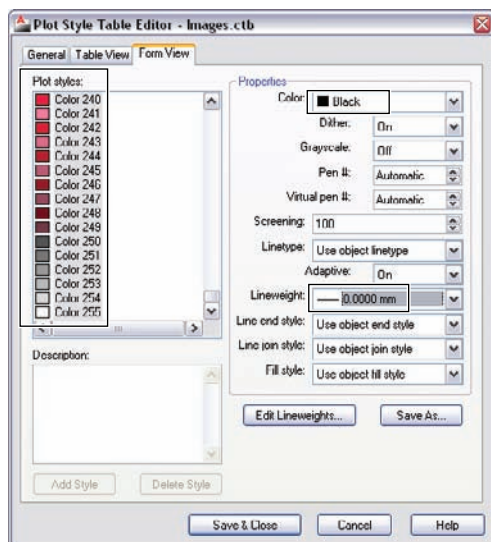 Plot Style Table Editor - Images.ctb
General Table View Form View
Plot styles:
Color 240
Color 241
Color 242
Color 243
Color 244
Color 245
Color 246
Color 247
Color 248
Color 249
Color 250
Color 251
Color 252
Color 253
Color 254
Color 255
Description:
Add Style Delete Style
Properties
Color: Black
Dither: On
Grayscale: Off
Pen #: Automatic
Virtual pen #: Automatic
Screening: 100
Linetype: Use object linetype
Adaptive: On
Lineweight: 0.0000 mm
Line end style: Use object end style
Line join style: Use object join style
Fill style: Use object fill style
Edit Lineweights... Save As...
Save & Close Cancel Help